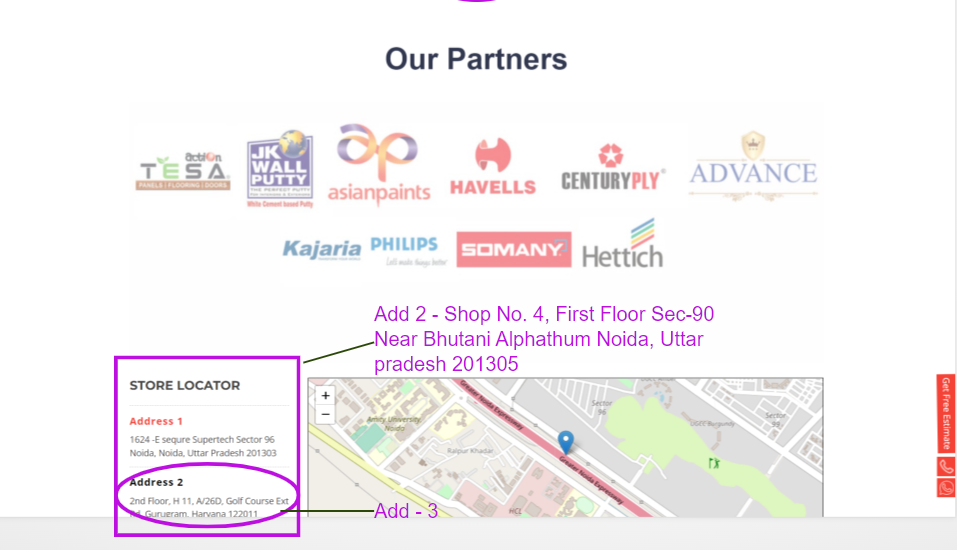 Our Partners
action
TESA
PANELS | FLOORING | DOORS
JK
WALL
PUTTY
THE PERFECT PUTTY
White Cement based Putty
ap
asianpaints
HAVELLS
CENTURYPLY®
ADVANCE
Kajaria
PHILIPS
Let's make things better
SOMANY
Hettich
Add 2 - Shop No. 4, First Floor Sec-90
Near Bhutani Alphathum Noida, Uttar
pradesh 201305
STORE LOCATOR
Address 1
1624 -E sequre Supertech Sector 96
Noida, Noida, Uttar Pradesh 201303
Address 2
2nd Floor, H 11, A/26D, Golf Course Ext
Rd, Gurugram, Haryana 122011
Add - 3
+
−
Greater Noida Expressway
Sector
96
Amity University,
Noida
Raipur Khadar
Sector
Greater Noida Expressway
HCL
Get Free Estimate